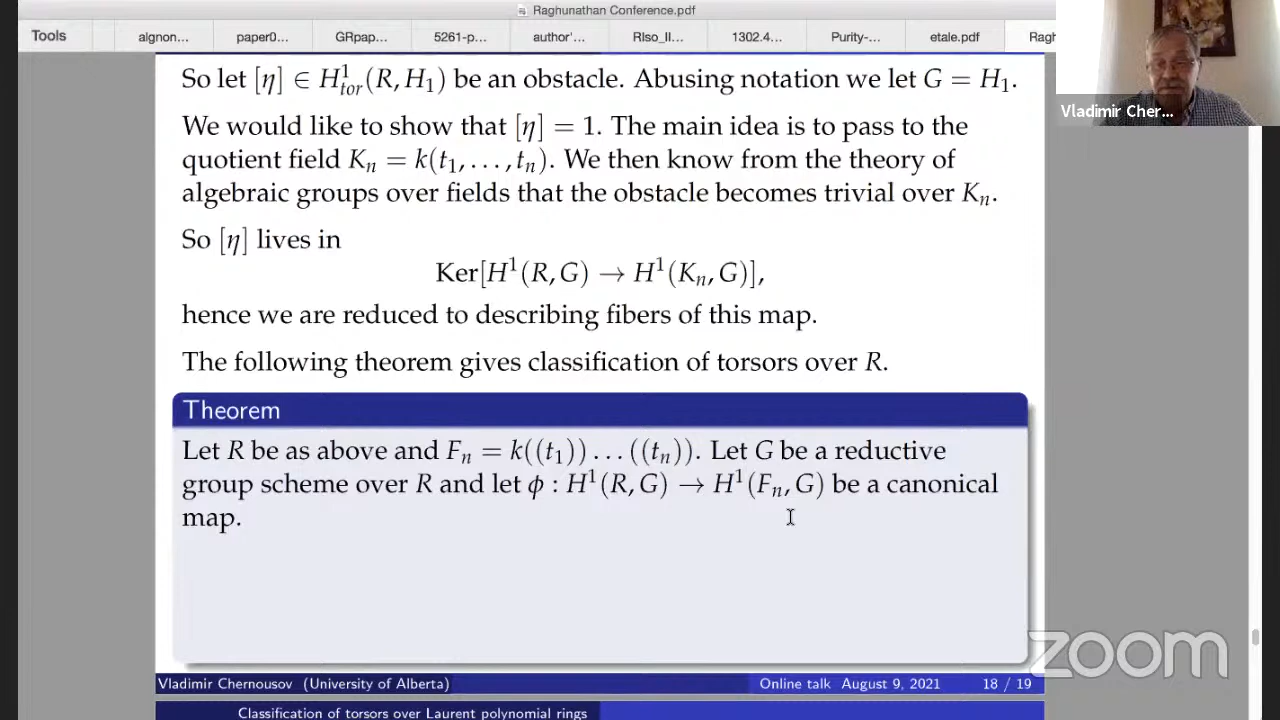 Raghunathan Conference.pdf
Tools algnon... paper0... GRpap... 5261-p... author'... RIso_II... 1302.4... Purity-... etale.pdf Ragh
So let [η] ∈ H¹_tor(R, H₁) be an obstacle. Abusing notation we let G = H₁.
We would like to show that [η] = 1. The main idea is to pass to the
quotient field Kₙ = k(t₁, . . . , tₙ). We then know from the theory of
algebraic groups over fields that the obstacle becomes trivial over Kₙ.
So [η] lives in
Ker[H¹(R, G) → H¹(Kₙ, G)],
hence we are reduced to describing fibers of this map.
The following theorem gives classification of torsors over R.
Theorem
Let R be as above and Fₙ = k((t₁)) . . . ((tₙ)). Let G be a reductive
group scheme over R and let ϕ : H¹(R, G) → H¹(Fₙ, G) be a canonical
map.
Vladimir Chernousov (University of Alberta) Online talk August 9, 2021 18 / 19
Classification of torsors over Laurent polynomial rings
Vladimir Cher...
zoom